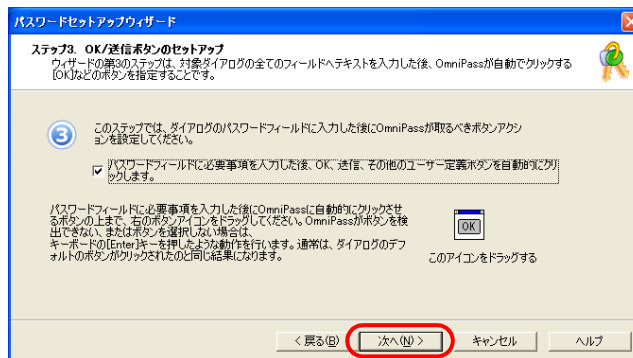 パスワードセットアップウィザード
ステップ3. OK/送信ボタンのセットアップ
ウィザードの第3のステップは、対象ダイアログの全てのフィールドへテキストを入力した後、OmniPassが自動でクリックする
[OK]などのボタンを指定することです。
3
このステップでは、ダイアログのパスワードフィールドに入力した後にOmniPassが取るべきボタンアクシ
ョンを設定してください。
パスワードフィールドに必要事項を入力した後、OK、送信、その他のユーザー定義ボタンを自動的にクリ
ックします。
パスワードフィールドに必要事項を入力した後にOmniPassに自動的にクリックさせ
るボタンの上まで、右のボタンアイコンをドラッグしてください。OmniPassがボタンを検
出できない、またはボタンを選択しない場合は、
キーボードの[Enter]キーを押したような動作を行います。通常は、ダイアログのデフ
ォルトのボタンがクリックされたのと同じ結果になります。
OK
このアイコンをドラッグする
< 戻る(B)
次へ(N) >
キャンセル
ヘルプ